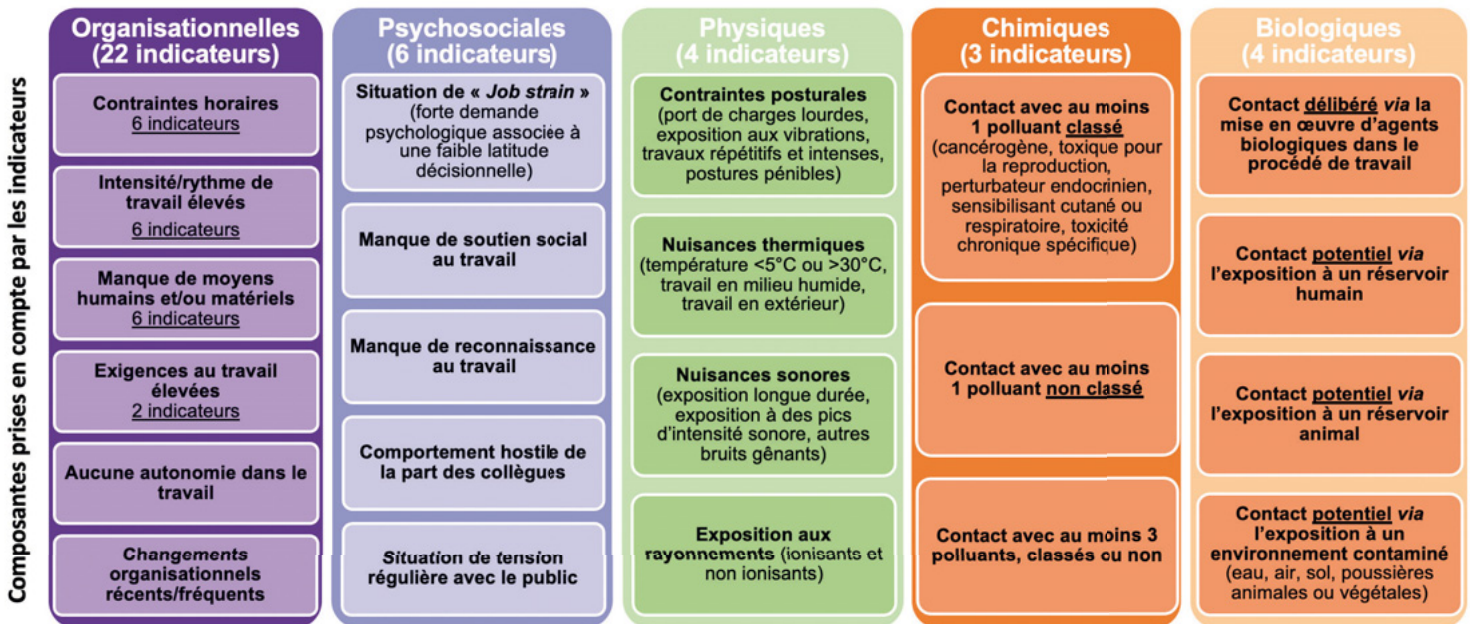 Composantes prises en compte par les indicateurs
Organisationnelles
(22 indicateurs)
Contraintes horaires
6 indicateurs
Intensité/rythme de
travail élevés
6 indicateurs
Manque de moyens
humains et/ou matériels
6 indicateurs
Exigences au travail
élevées
2 indicateurs
Aucune autonomie dans le
travail
Changements
organisationnels
récents/fréquents
Psychosociales
(6 indicateurs)
Situation de « Job strain »
(forte demande
psychologique associée à
une faible latitude
décisionnelle)
Manque de soutien social
au travail
Manque de reconnaissance
au travail
Comportement hostile de
la part des collègues
Situation de tension
régulière avec le public
Physiques
(4 indicateurs)
Contraintes posturales
(port de charges lourdes,
exposition aux vibrations,
travaux répétitifs et intenses,
postures pénibles)
Nuisances thermiques
(température <5°C ou >30°C,
travail en milieu humide,
travail en extérieur)
Nuisances sonores
(exposition longue durée,
exposition à des pics
d'intensité sonore, autres
bruits gênants)
Exposition aux
rayonnements (ionisants et
non ionisants)
Chimiques
(3 indicateurs)
Contact avec au moins
1 polluant classé
(cancérogène, toxique pour
la reproduction,
perturbateur endocrinien,
sensibilisant cutané ou
respiratoire, toxicité
chronique spécifique)
Contact avec au moins
1 polluant non classé
Contact avec au moins 3
polluants, classés ou non
Biologiques
(4 indicateurs)
Contact délibéré via la
mise en œuvre d'agents
biologiques dans le
procédé de travail
Contact potentiel via
l'exposition à un réservoir
humain
Contact potentiel via
l'exposition à un réservoir
animal
Contact potentiel via
l'exposition à un
environnement contaminé
(eau, air, sol, poussières
animales ou végétales)